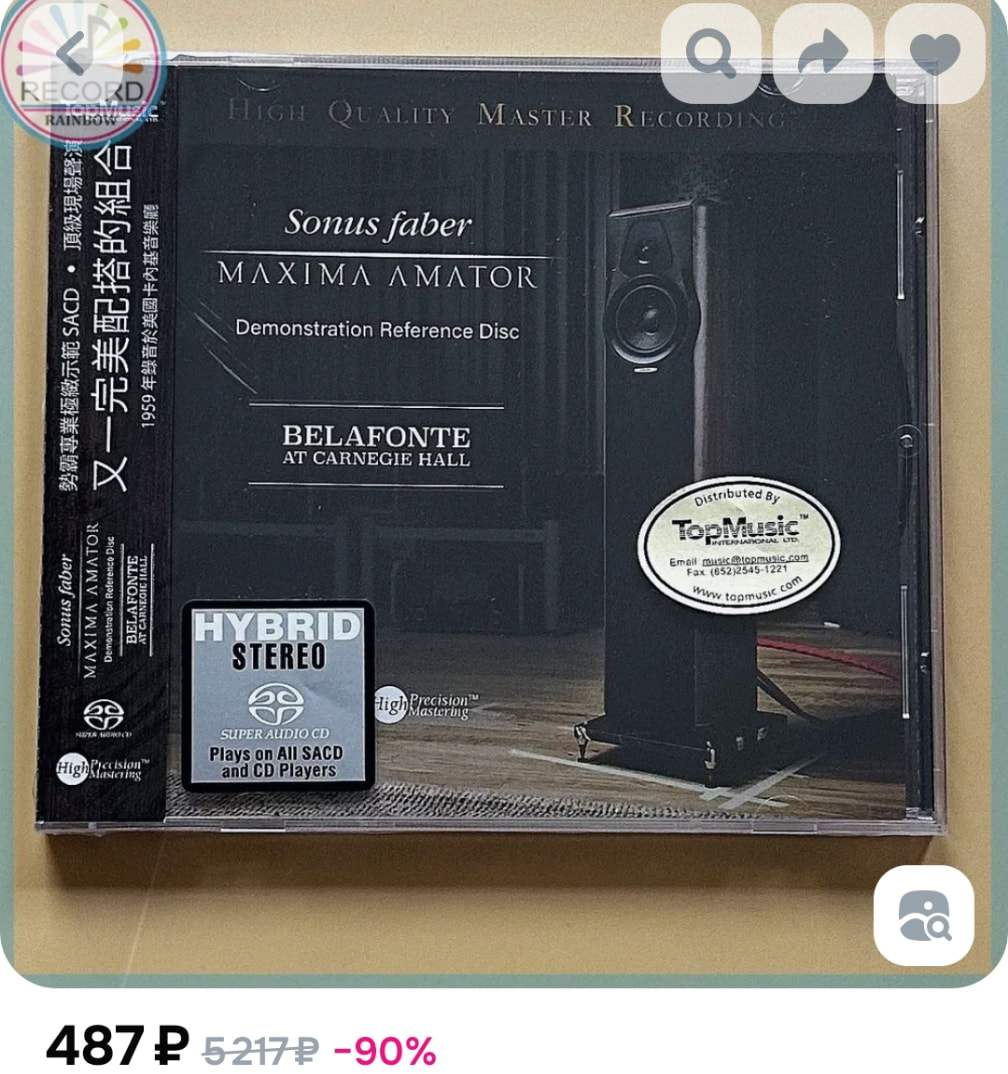 RECORD
RAINBOW
TopMusic
HIGH QUALITY MASTER RECORDING
勢霸專業極緻示範 SACD • 頂級現場聲演
又一完美配搭的組合
1959 年錄音於美國卡內基音樂廳
Sonus faber
MAXIMA AMATOR
Demonstration Reference Disc
BELAFONTE
AT CARNEGIE HALL
SUPER AUDIO CD
High Precision™
Mastering
Sonus faber
MAXIMA AMATOR
Demonstration Reference Disc
BELAFONTE
AT CARNEGIE HALL
Distributed By
TopMusic™
INTERNATIONAL LTD.
Email music@topmusic.com
Fax (852)2545-1221
www.topmusic.com
HYBRID
STEREO
SUPER AUDIO CD
Plays on All SACD
and CD Players
High Precision™
Mastering
487 ₽ 5 217 ₽ -90%